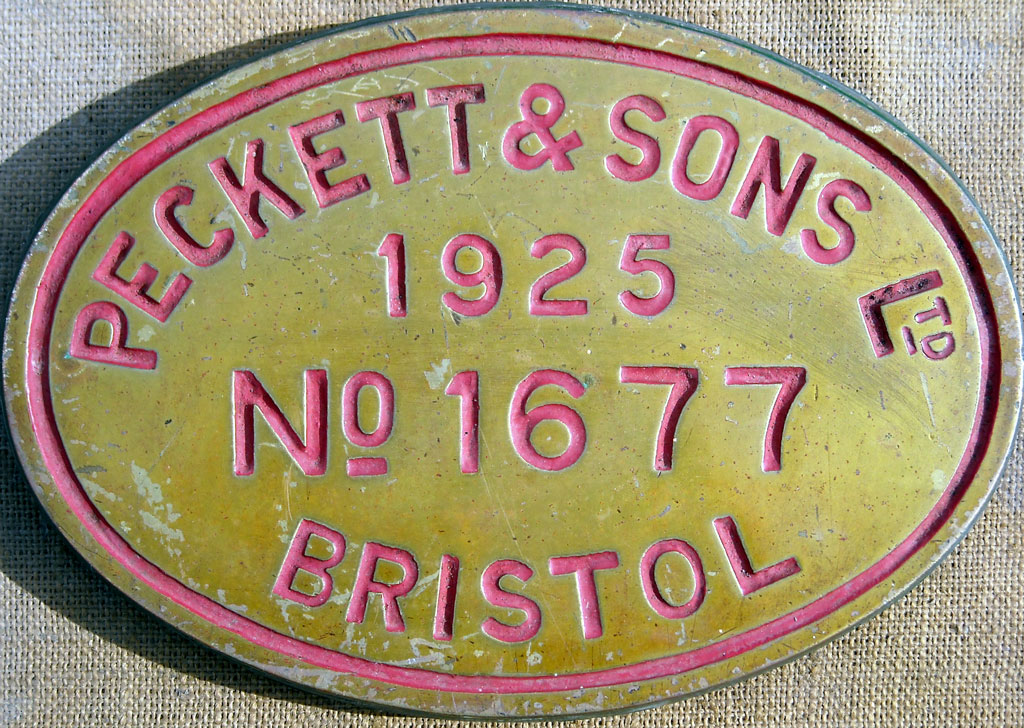 PECKETT & SONS LTD
1925
No 1677
BRISTOL